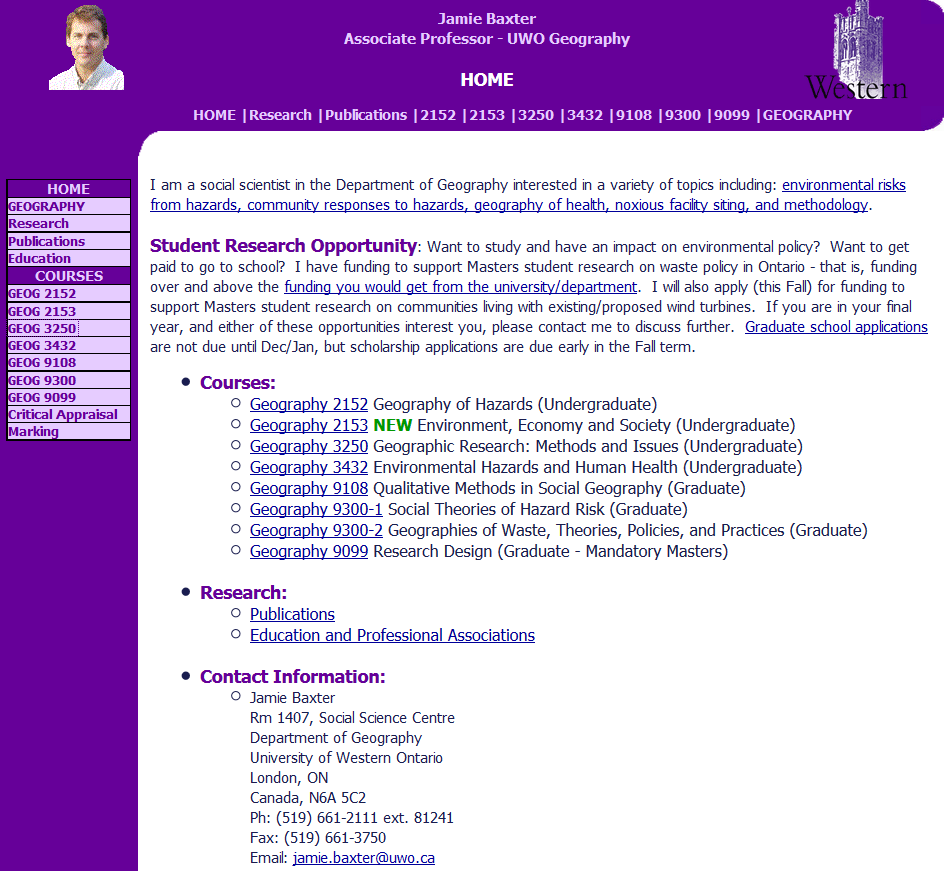 Jamie Baxter
Associate Professor - UWO Geography
HOME
Western
HOME | Research | Publications | 2152 | 2153 | 3250 | 3432 | 9108 | 9300 | 9099 | GEOGRAPHY
HOME
GEOGRAPHY
Research
Publications
Education
COURSES
GEOG 2152
GEOG 2153
GEOG 3250
GEOG 3432
GEOG 9108
GEOG 9300
GEOG 9099
Critical Appraisal
Marking
I am a social scientist in the Department of Geography interested in a variety of topics including: environmental risks
from hazards, community responses to hazards, geography of health, noxious facility siting, and methodology.
Student Research Opportunity: Want to study and have an impact on environmental policy? Want to get
paid to go to school? I have funding to support Masters student research on waste policy in Ontario - that is, funding
over and above the funding you would get from the university/department. I will also apply (this Fall) for funding to
support Masters student research on communities living with existing/proposed wind turbines. If you are in your final
year, and either of these opportunities interest you, please contact me to discuss further. Graduate school applications
are not due until Dec/Jan, but scholarship applications are due early in the Fall term.
Courses:
Geography 2152 Geography of Hazards (Undergraduate)
Geography 2153 NEW Environment, Economy and Society (Undergraduate)
Geography 3250 Geographic Research: Methods and Issues (Undergraduate)
Geography 3432 Environmental Hazards and Human Health (Undergraduate)
Geography 9108 Qualitative Methods in Social Geography (Graduate)
Geography 9300-1 Social Theories of Hazard Risk (Graduate)
Geography 9300-2 Geographies of Waste, Theories, Policies, and Practices (Graduate)
Geography 9099 Research Design (Graduate - Mandatory Masters)
Research:
Publications
Education and Professional Associations
Contact Information:
Jamie Baxter
Rm 1407, Social Science Centre
Department of Geography
University of Western Ontario
London, ON
Canada, N6A 5C2
Ph: (519) 661-2111 ext. 81241
Fax: (519) 661-3750
Email: jamie.baxter@uwo.ca